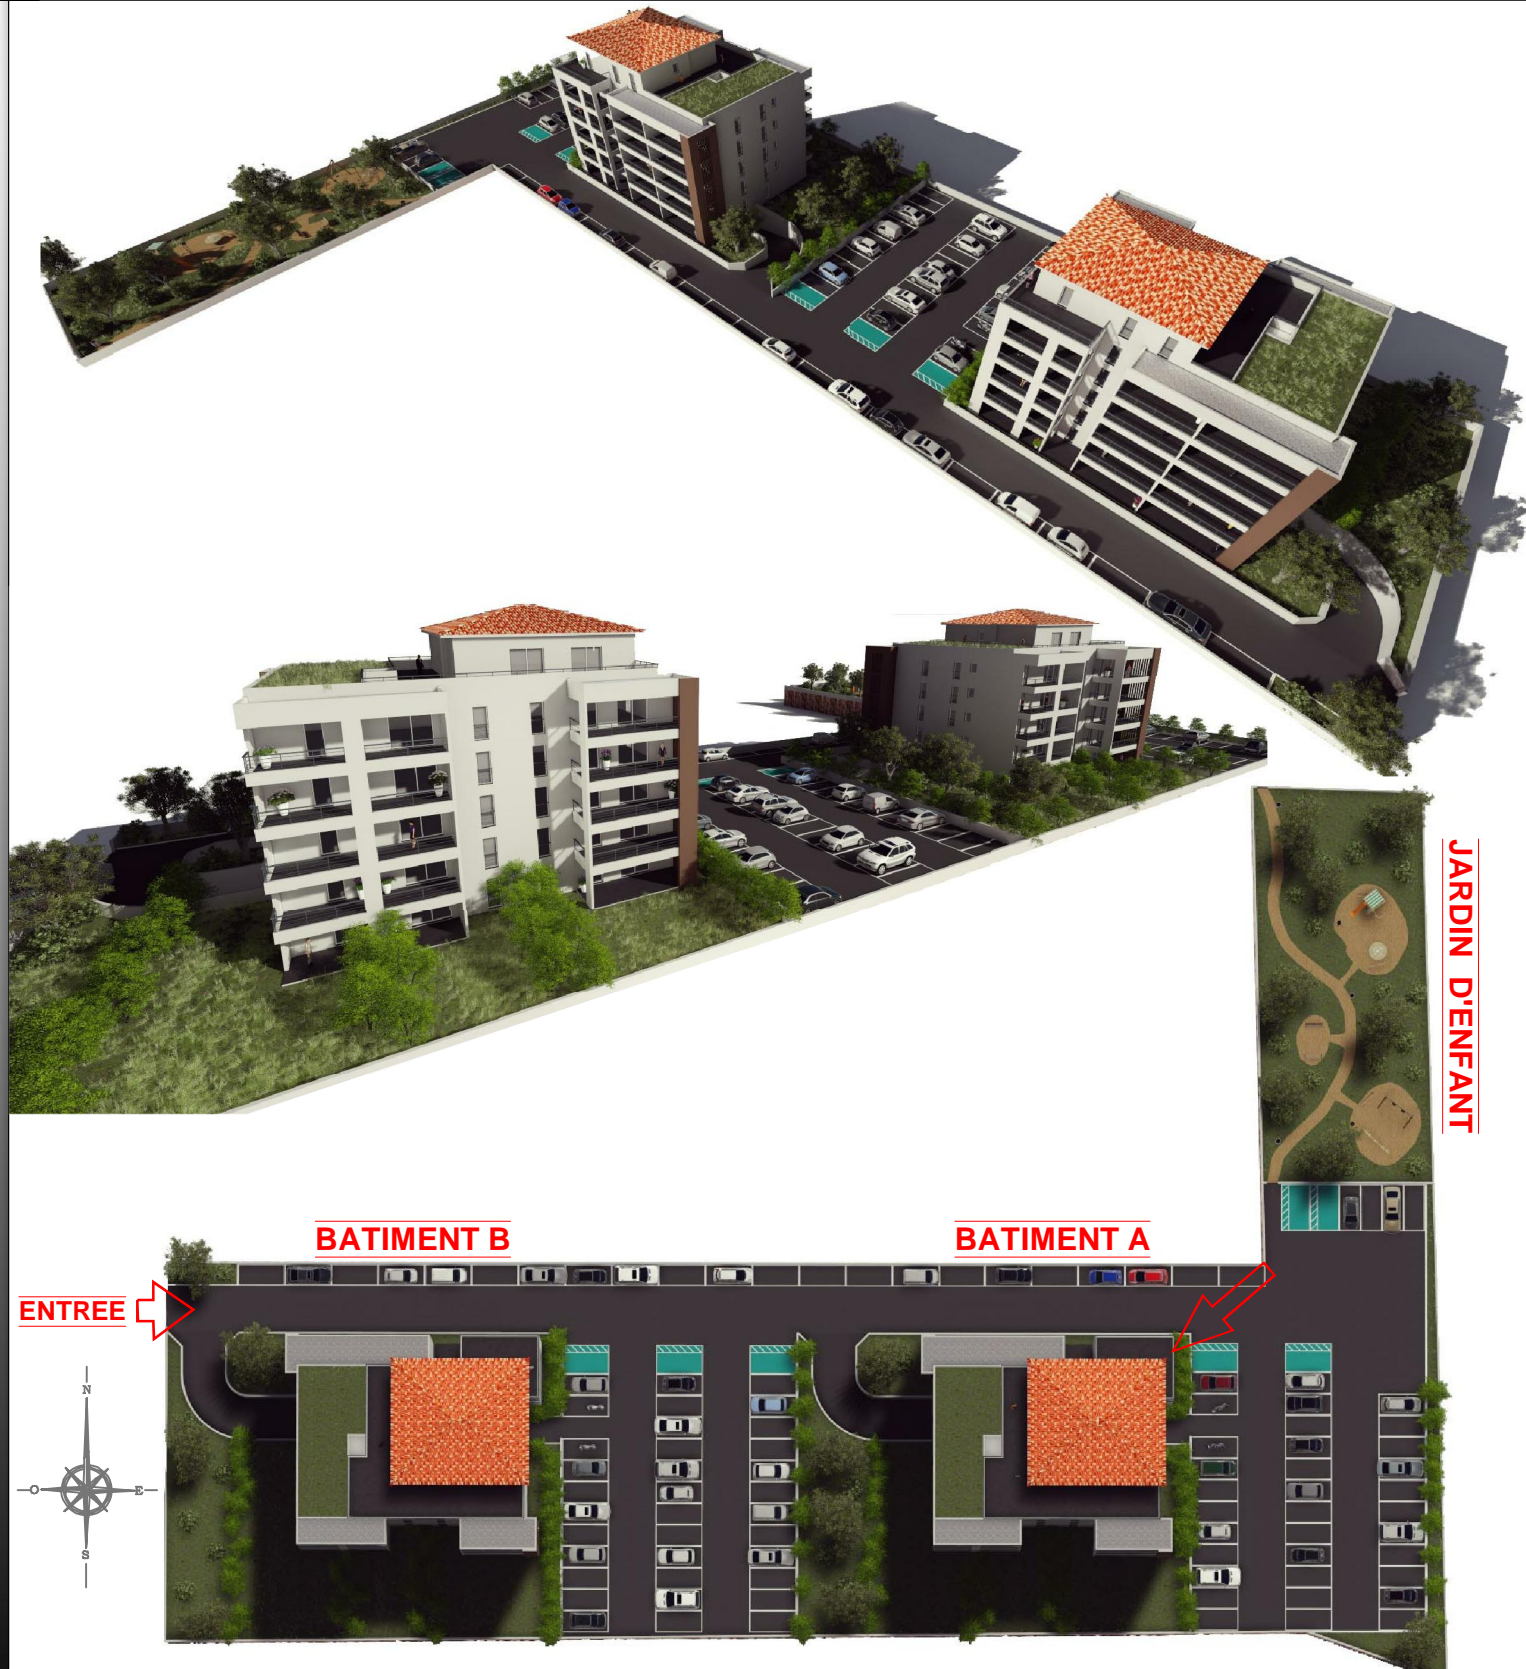 JARDIN D'ENFANT
BATIMENT B
BATIMENT A
ENTREE
N
O
E
S